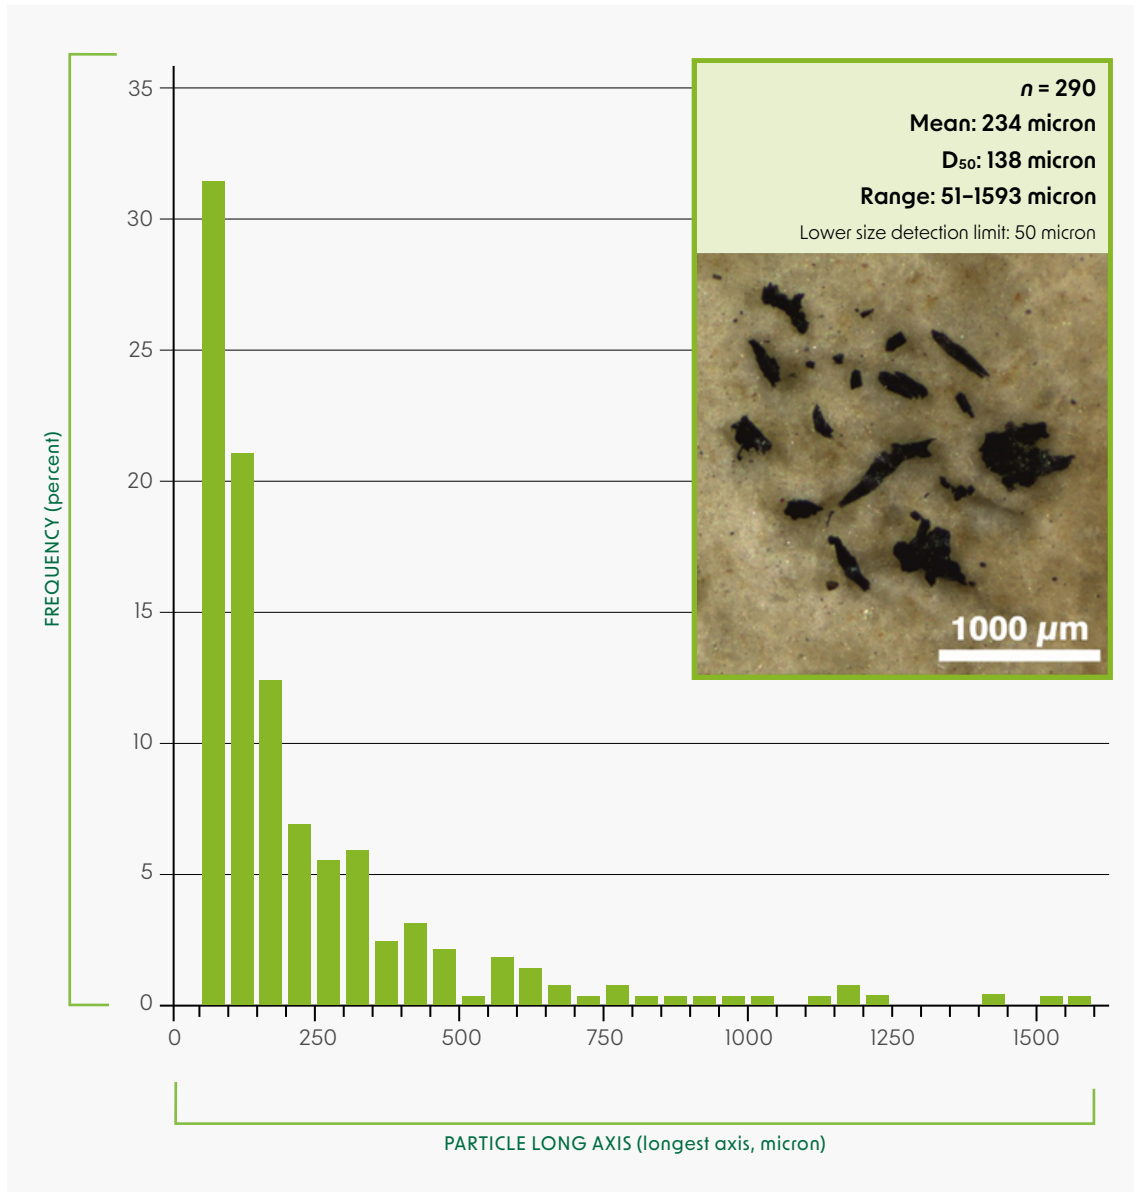 n = 290
Mean: 234 micron
D₅₀: 138 micron
Range: 51–1593 micron
Lower size detection limit: 50 micron
1000 µm
FREQUENCY (percent)
35
30
25
20
15
10
5
0
0 250 500 750 1000 1250 1500
PARTICLE LONG AXIS (longest axis, micron)